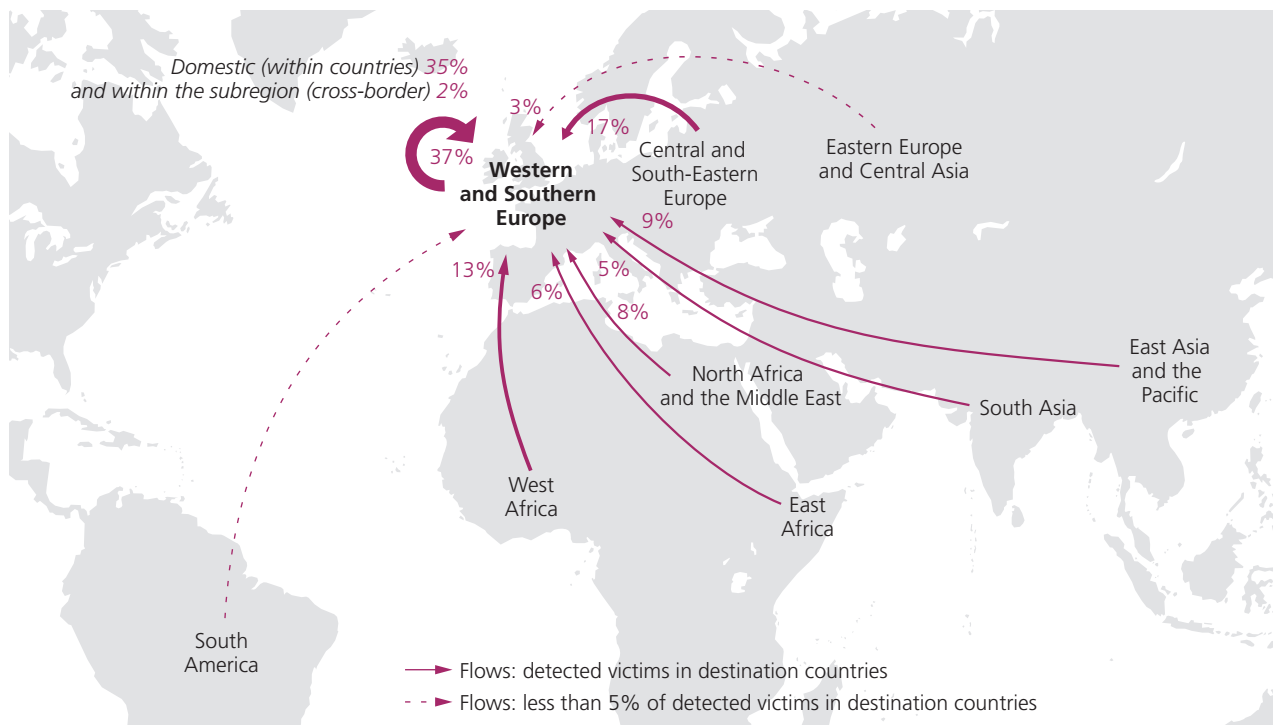 Domestic (within countries) 35%
and within the subregion (cross-border) 2%
3%
17%
37%
Western
and Southern
Europe
Central and
South-Eastern
Europe
Eastern Europe
and Central Asia
9%
13%
5%
6%
8%
East Asia
and the
Pacific
North Africa
and the Middle East
South Asia
West
Africa
East
Africa
South
America
Flows: detected victims in destination countries
Flows: less than 5% of detected victims in destination countries